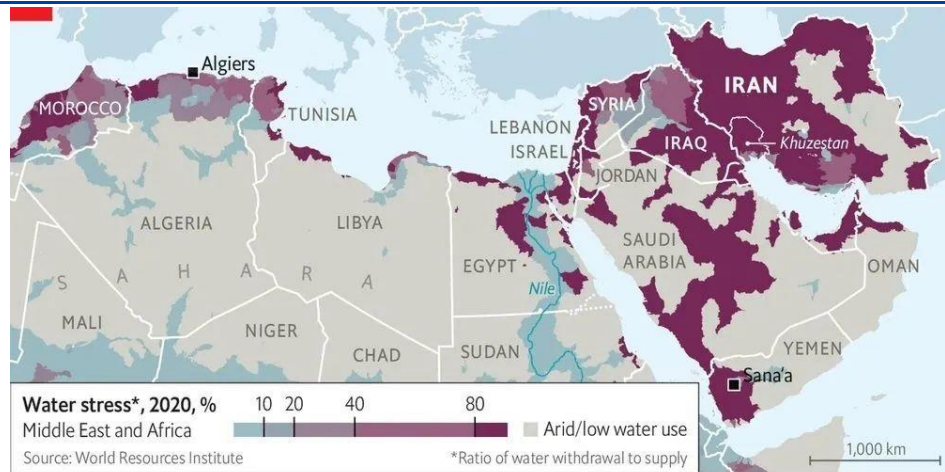 Algiers
MOROCCO
TUNISIA
SYRIA
IRAN
LEBANON
ISRAEL
IRAQ
Khuzestan
JORDAN
ALGERIA
LIBYA
EGYPT
SAUDI
ARABIA
SAHARA
Nile
OMAN
MALI
NIGER
CHAD
SUDAN
YEMEN
Sana'a
Water stress*, 2020, %
10 20 40 80
Middle East and Africa
Arid/low water use
Source: World Resources Institute
*Ratio of water withdrawal to supply
1,000 km